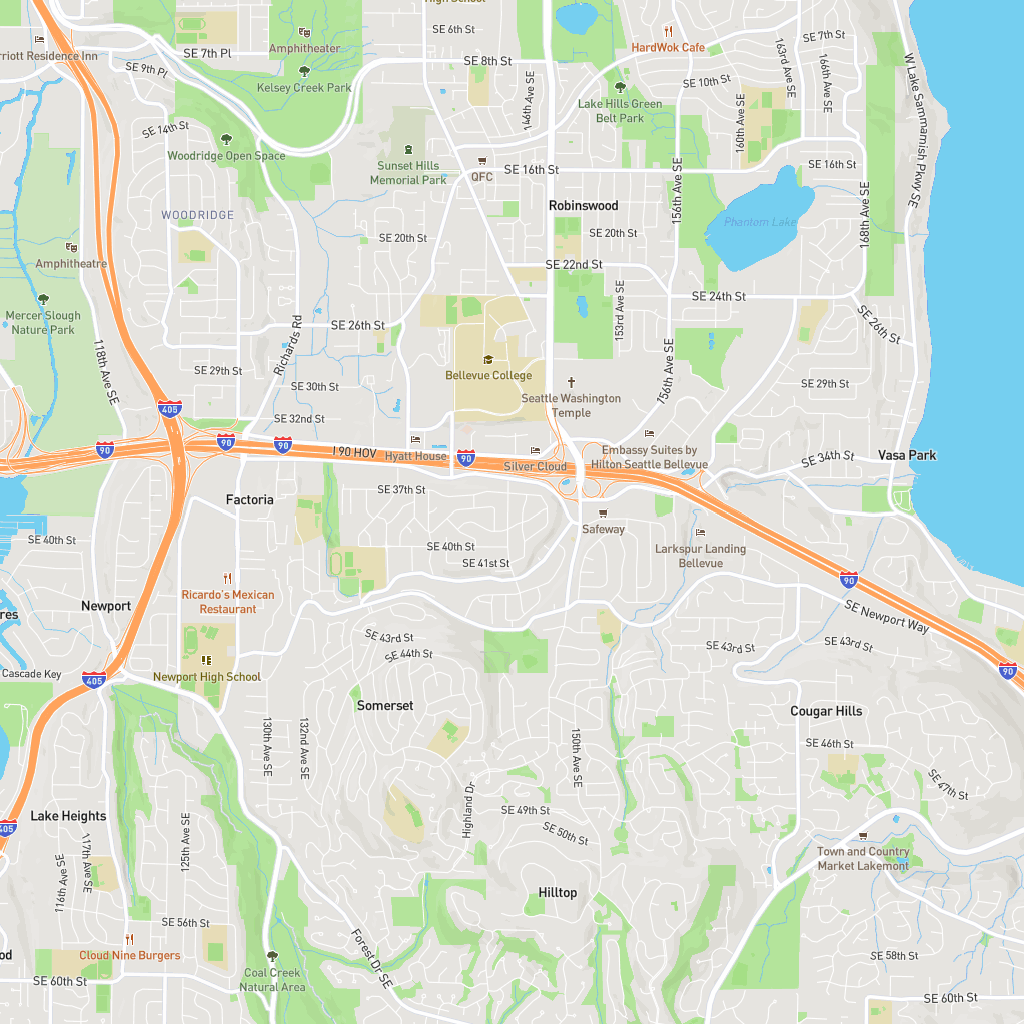 High School
SE 6th St
HardWok Cafe
SE 7th St
SE 7th Pl
Amphitheater
rriott Residence Inn
SE 9th Pl
SE 8th St
163rd Ave SE
166th Ave SE
W Lake Sammamish Pkwy SE
Kelsey Creek Park
SE 10th St
146th Ave SE
Lake Hills Green
Belt Park
160th Ave SE
SE 14th St
Woodridge Open Space
Sunset Hills
Memorial Park
QFC
SE 16th St
SE 16th St
156th Ave SE
168th Ave SE
WOODRIDGE
Robinswood
Phantom Lake
SE 20th St
SE 20th St
Amphitheatre
SE 22nd St
SE 24th St
153rd Ave SE
Mercer Slough
Nature Park
SE 26th St
SE 26th St
118th Ave SE
Richards Rd
156th Ave SE
SE 29th St
Bellevue College
SE 30th St
SE 29th St
405
Seattle Washington
Temple
SE 32nd St
90
90
90
I 90 HOV
Hyatt House
90
Silver Cloud
Embassy Suites by
Hilton Seattle Bellevue
SE 34th St
Vasa Park
SE 37th St
Factoria
Safeway
SE 40th St
SE 40th St
SE 41st St
Larkspur Landing
Bellevue
90
Ricardo's Mexican
Restaurant
Newport
res
SE Newport Way
SE 43rd St
SE 43rd St
SE 43rd St
SE 44th St
Cascade Key
405
Newport High School
90
Somerset
Cougar Hills
130th Ave SE
132nd Ave SE
150th Ave SE
SE 46th St
SE 47th St
Highland Dr
Lake Heights
405
SE 49th St
SE 50th St
117th Ave SE
125th Ave SE
116th Ave SE
Town and Country
Market Lakemont
Hilltop
SE 56th St
Forest Dr SE
od
Cloud Nine Burgers
SE 58th St
Coal Creek
Natural Area
SE 60th St
SE 60th St